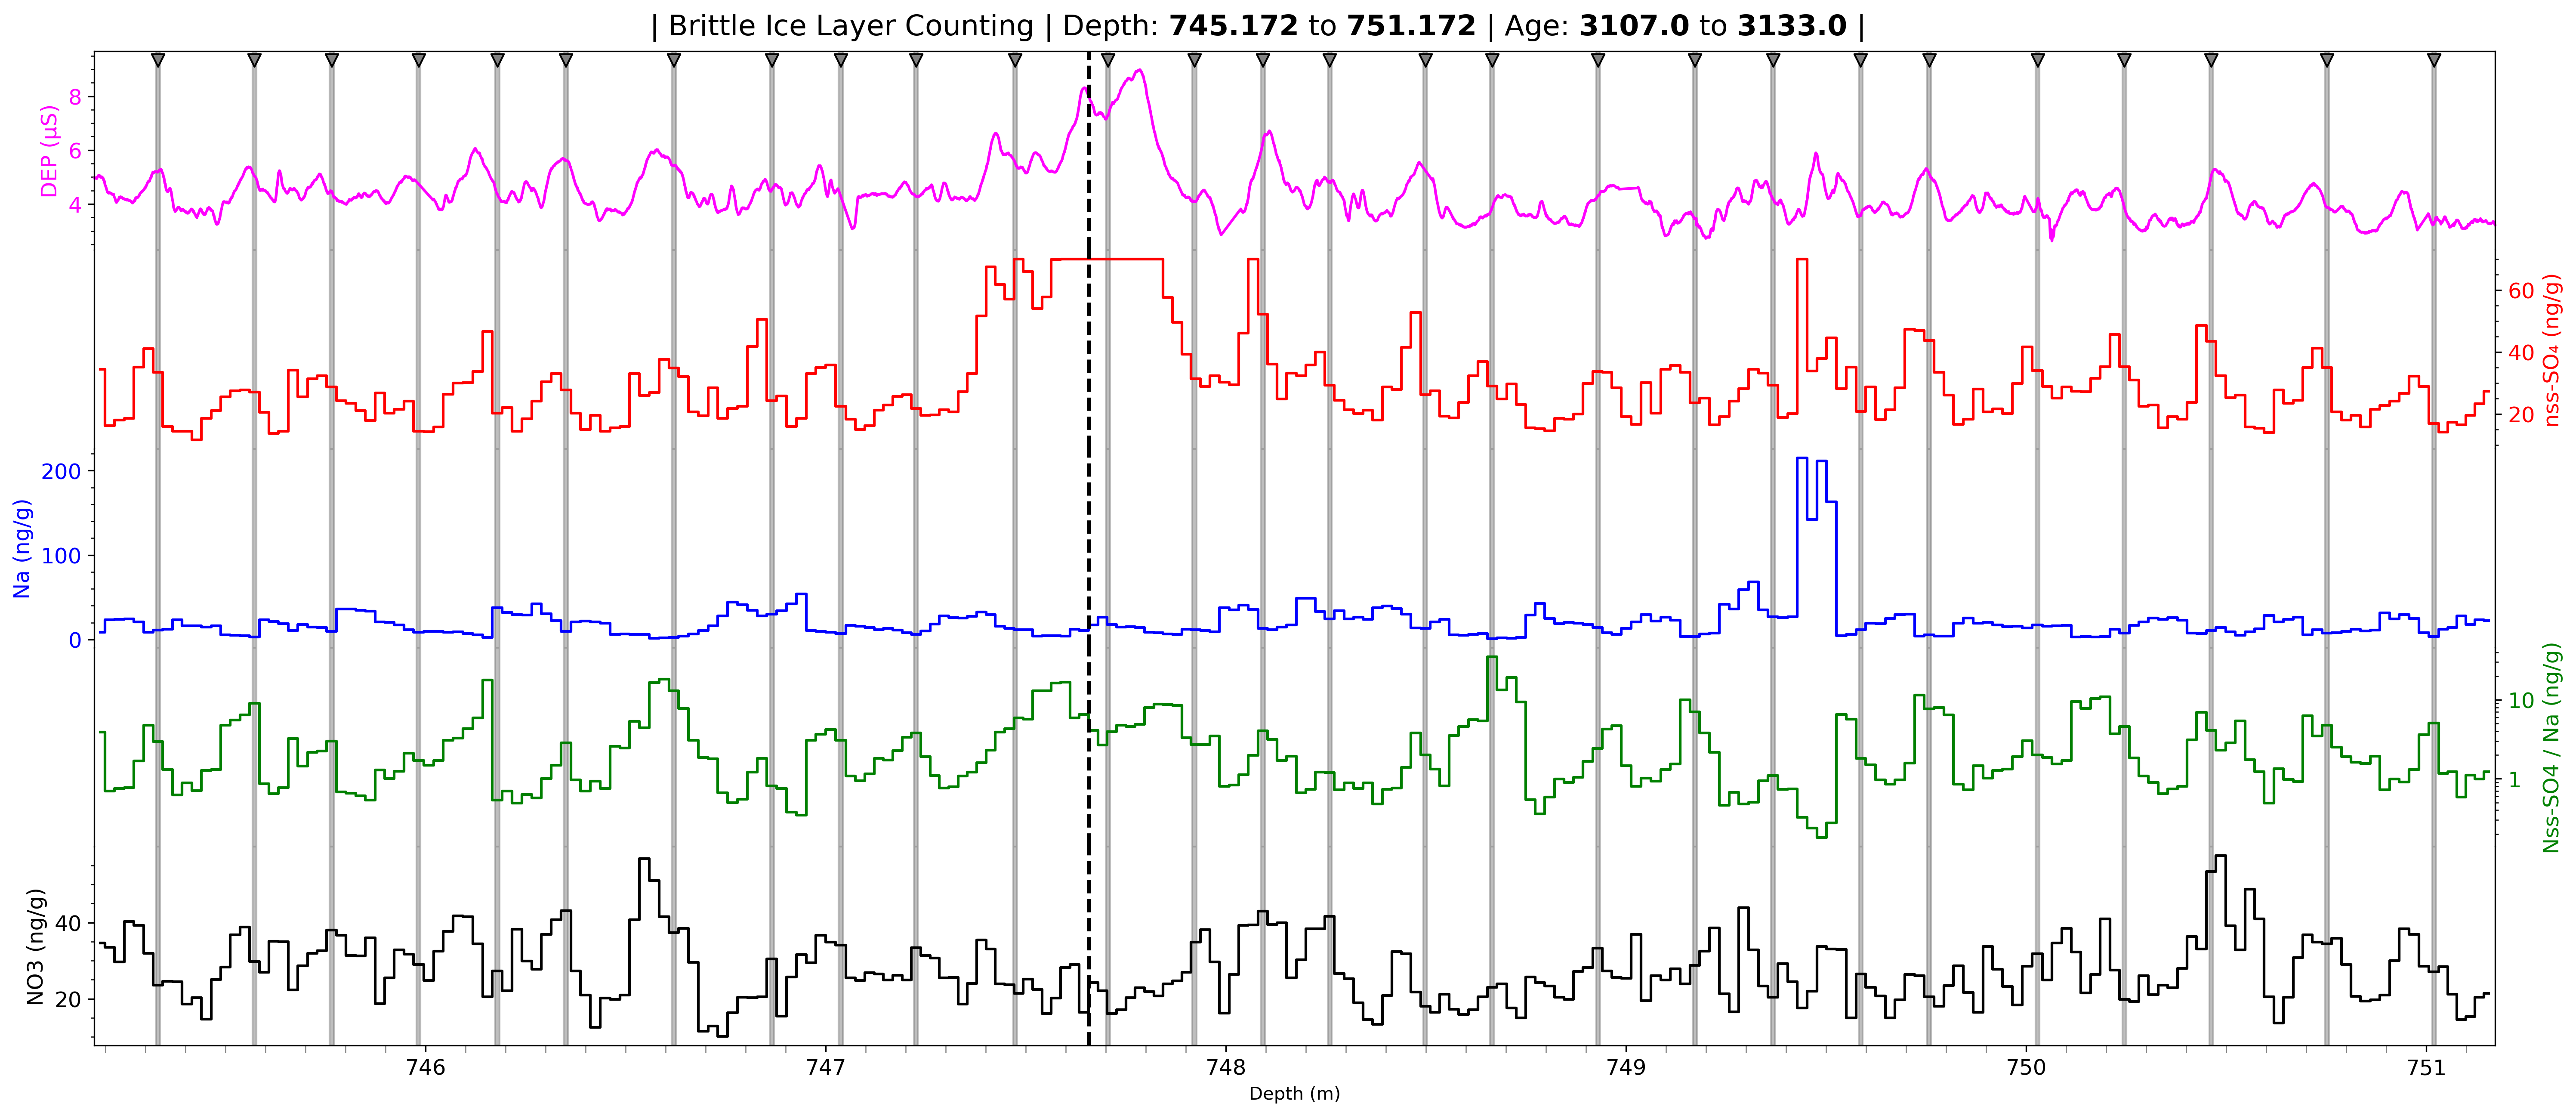 | Brittle Ice Layer Counting | Depth: 745.172 to 751.172 | Age: 3107.0 to 3133.0 |
DEP (µS)
8
6
4
nss-SO₄ (ng/g)
60
40
20
Na (ng/g)
200
100
0
Nss-SO4 / Na (ng/g)
10
1
NO3 (ng/g)
40
20
746 747 748 749 750 751
Depth (m)